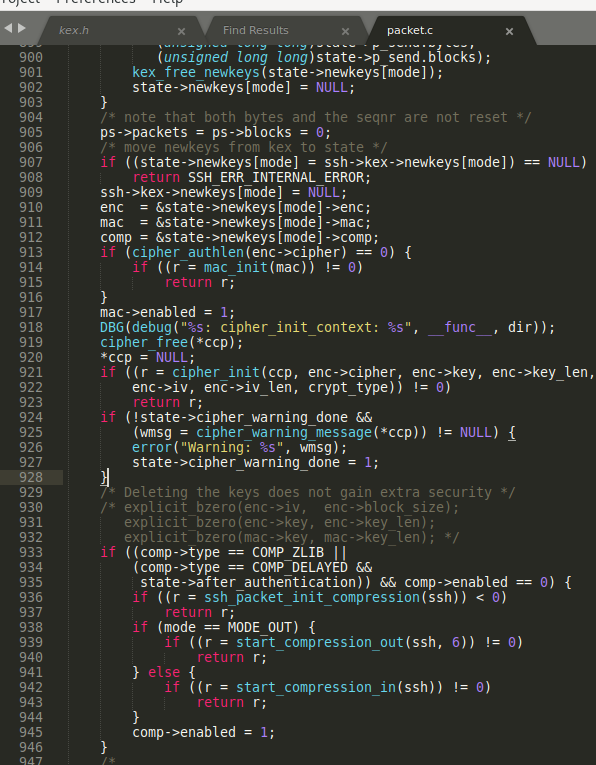 Project Preferences Help
kex.h × Find Results × packet.c ×
899 (unsigned long long)state->p_send.bytes,
900 (unsigned long long)state->p_send.blocks);
901 kex_free_newkeys(state->newkeys[mode]);
902 state->newkeys[mode] = NULL;
903 }
904 /* note that both bytes and the seqnr are not reset */
905 ps->packets = ps->blocks = 0;
906 /* move newkeys from kex to state */
907 if ((state->newkeys[mode] = ssh->kex->newkeys[mode]) == NULL)
908 return SSH_ERR_INTERNAL_ERROR;
909 ssh->kex->newkeys[mode] = NULL;
910 enc  = &state->newkeys[mode]->enc;
911 mac  = &state->newkeys[mode]->mac;
912 comp = &state->newkeys[mode]->comp;
913 if (cipher_authlen(enc->cipher) == 0) {
914 if ((r = mac_init(mac)) != 0)
915 return r;
916 }
917 mac->enabled = 1;
918 DBG(debug("%s: cipher_init_context: %s", __func__, dir));
919 cipher_free(*ccp);
920 *ccp = NULL;
921 if ((r = cipher_init(ccp, enc->cipher, enc->key, enc->key_len,
922 enc->iv, enc->iv_len, crypt_type)) != 0)
923 return r;
924 if (!state->cipher_warning_done &&
925 (wmsg = cipher_warning_message(*ccp)) != NULL) {
926 error("Warning: %s", wmsg);
927 state->cipher_warning_done = 1;
928 }
929 /* Deleting the keys does not gain extra security */
930 /* explicit_bzero(enc->iv,  enc->block_size);
931 explicit_bzero(enc->key, enc->key_len);
932 explicit_bzero(mac->key, mac->key_len); */
933 if ((comp->type == COMP_ZLIB ||
934 (comp->type == COMP_DELAYED &&
935 state->after_authentication)) && comp->enabled == 0) {
936 if ((r = ssh_packet_init_compression(ssh)) < 0)
937 return r;
938 if (mode == MODE_OUT) {
939 if ((r = start_compression_out(ssh, 6)) != 0)
940 return r;
941 } else {
942 if ((r = start_compression_in(ssh)) != 0)
943 return r;
944 }
945 comp->enabled = 1;
946 }
947 /*